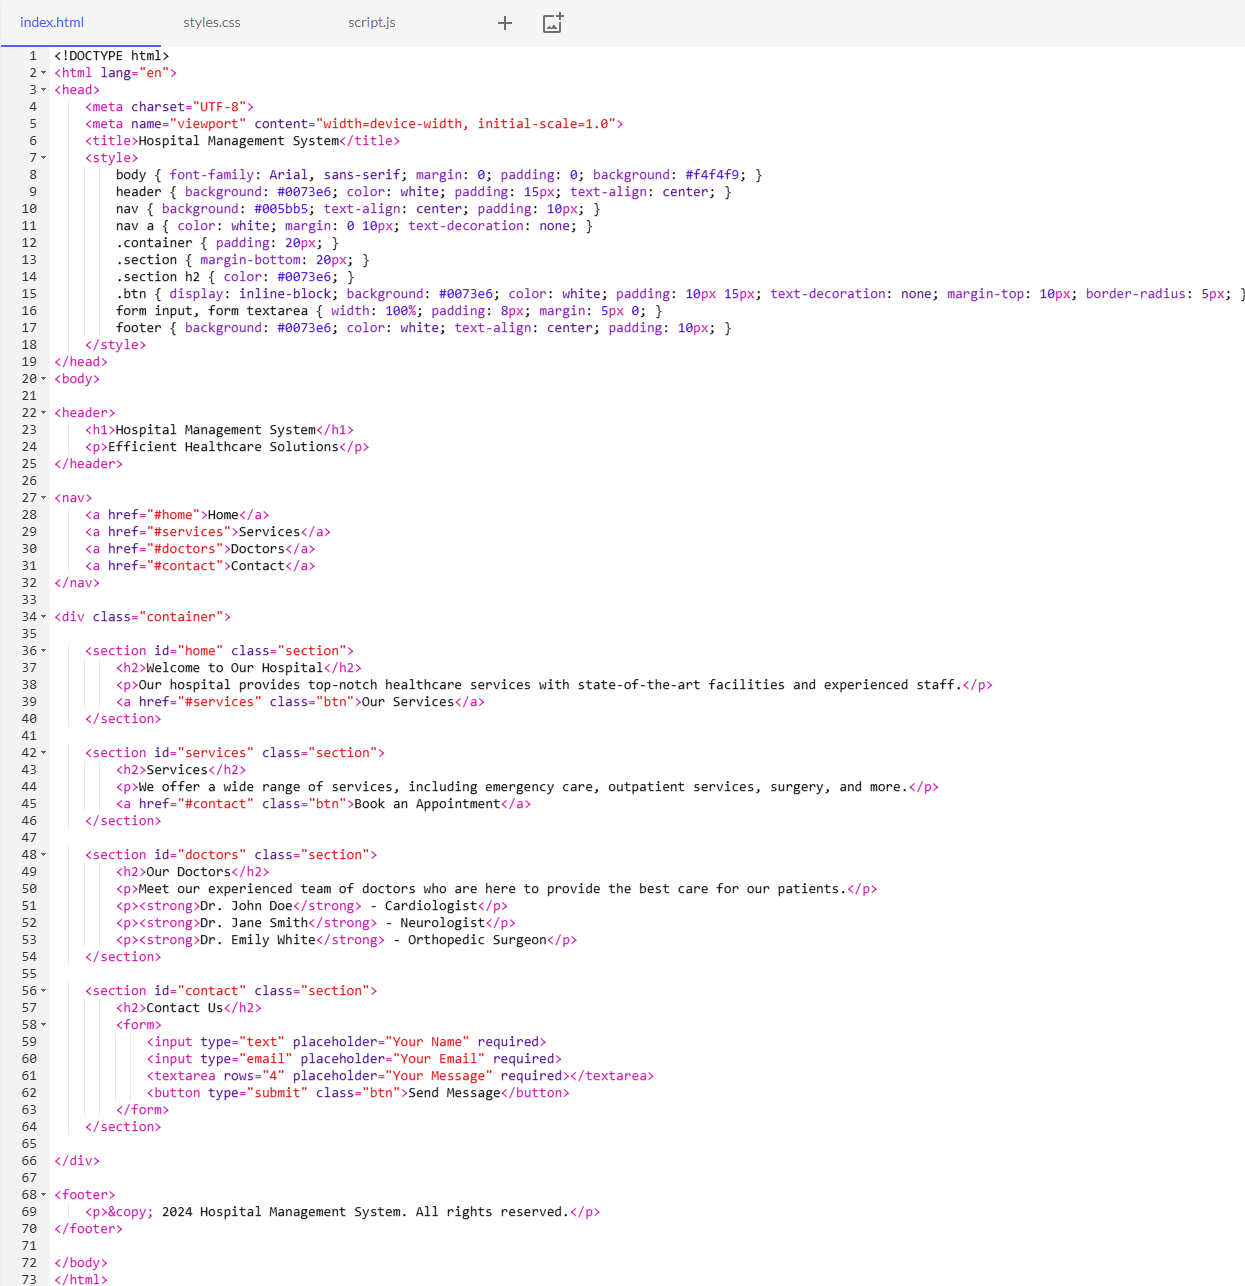 index.html styles.css script.js
1 <!DOCTYPE html>
2 <html lang="en">
3 <head>
4     <meta charset="UTF-8">
5     <meta name="viewport" content="width=device-width, initial-scale=1.0">
6     <title>Hospital Management System</title>
7     <style>
8         body { font-family: Arial, sans-serif; margin: 0; padding: 0; background: #f4f4f9; }
9         header { background: #0073e6; color: white; padding: 15px; text-align: center; }
10         nav { background: #005bb5; text-align: center; padding: 10px; }
11         nav a { color: white; margin: 0 10px; text-decoration: none; }
12         .container { padding: 20px; }
13         .section { margin-bottom: 20px; }
14         .section h2 { color: #0073e6; }
15         .btn { display: inline-block; background: #0073e6; color: white; padding: 10px 15px; text-decoration: none; margin-top: 10px; border-radius: 5px; }
16         form input, form textarea { width: 100%; padding: 8px; margin: 5px 0; }
17         footer { background: #0073e6; color: white; text-align: center; padding: 10px; }
18     </style>
19 </head>
20 <body>
21
22 <header>
23     <h1>Hospital Management System</h1>
24     <p>Efficient Healthcare Solutions</p>
25 </header>
26
27 <nav>
28     <a href="#home">Home</a>
29     <a href="#services">Services</a>
30     <a href="#doctors">Doctors</a>
31     <a href="#contact">Contact</a>
32 </nav>
33
34 <div class="container">
35
36     <section id="home" class="section">
37         <h2>Welcome to Our Hospital</h2>
38         <p>Our hospital provides top-notch healthcare services with state-of-the-art facilities and experienced staff.</p>
39         <a href="#services" class="btn">Our Services</a>
40     </section>
41
42     <section id="services" class="section">
43         <h2>Services</h2>
44         <p>We offer a wide range of services, including emergency care, outpatient services, surgery, and more.</p>
45         <a href="#contact" class="btn">Book an Appointment</a>
46     </section>
47
48     <section id="doctors" class="section">
49         <h2>Our Doctors</h2>
50         <p>Meet our experienced team of doctors who are here to provide the best care for our patients.</p>
51         <p><strong>Dr. John Doe</strong> - Cardiologist</p>
52         <p><strong>Dr. Jane Smith</strong> - Neurologist</p>
53         <p><strong>Dr. Emily White</strong> - Orthopedic Surgeon</p>
54     </section>
55
56     <section id="contact" class="section">
57         <h2>Contact Us</h2>
58         <form>
59             <input type="text" placeholder="Your Name" required>
60             <input type="email" placeholder="Your Email" required>
61             <textarea rows="4" placeholder="Your Message" required></textarea>
62             <button type="submit" class="btn">Send Message</button>
63         </form>
64     </section>
65
66 </div>
67
68 <footer>
69     <p>&copy; 2024 Hospital Management System. All rights reserved.</p>
70 </footer>
71
72 </body>
73 </html>